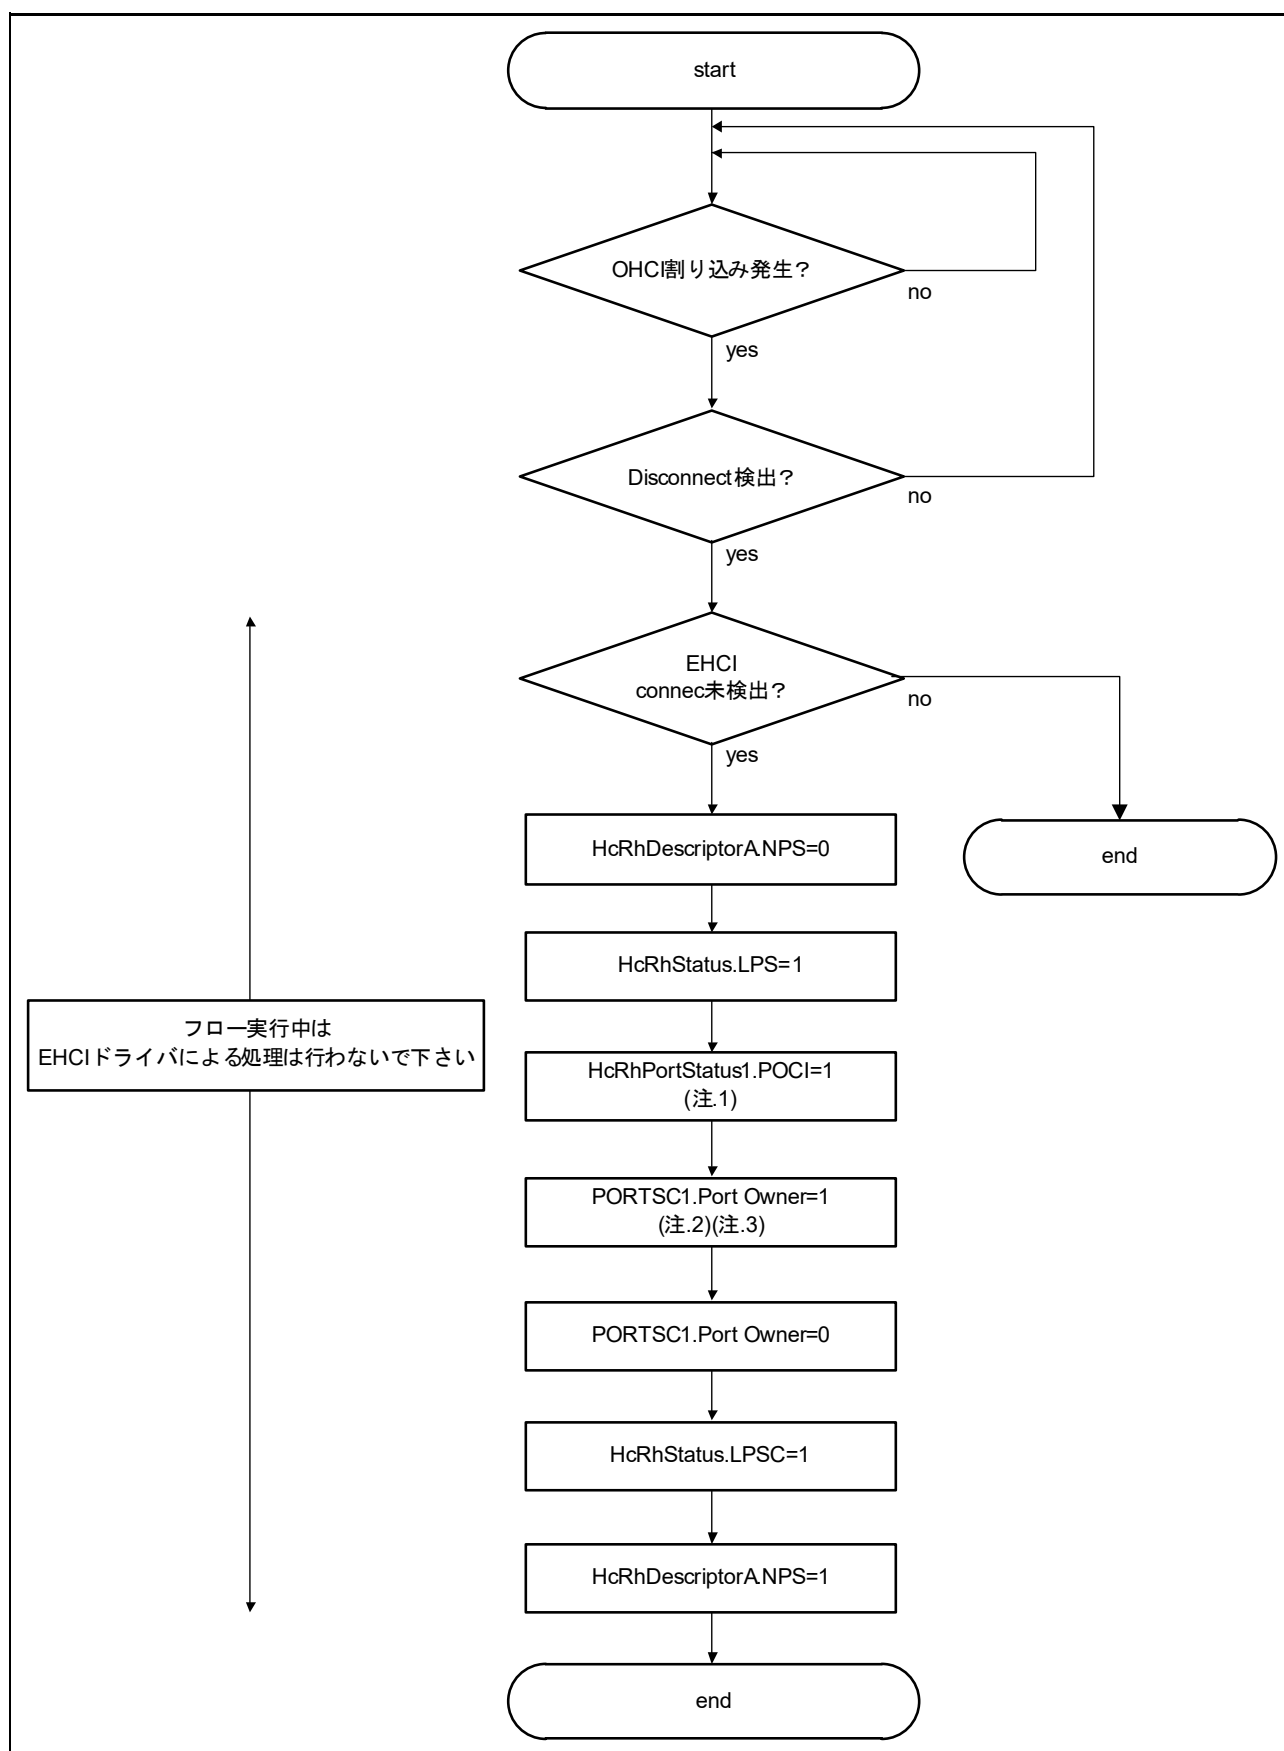 start
OHCI割り込み発生?
no
yes
Disconnect検出?
no
yes
EHCI
connec未検出?
no
yes
HcRhDescriptorA.NPS=0
end
HcRhStatus.LPS=1
フロー実行中は
EHCIドライバによる処理は行わないで下さい
HcRhPortStatus1.POCI=1
(注.1)
PORTSC1.Port Owner=1
(注.2)(注.3)
PORTSC1.Port Owner=0
HcRhStatus.LPSC=1
HcRhDescriptorA.NPS=1
end